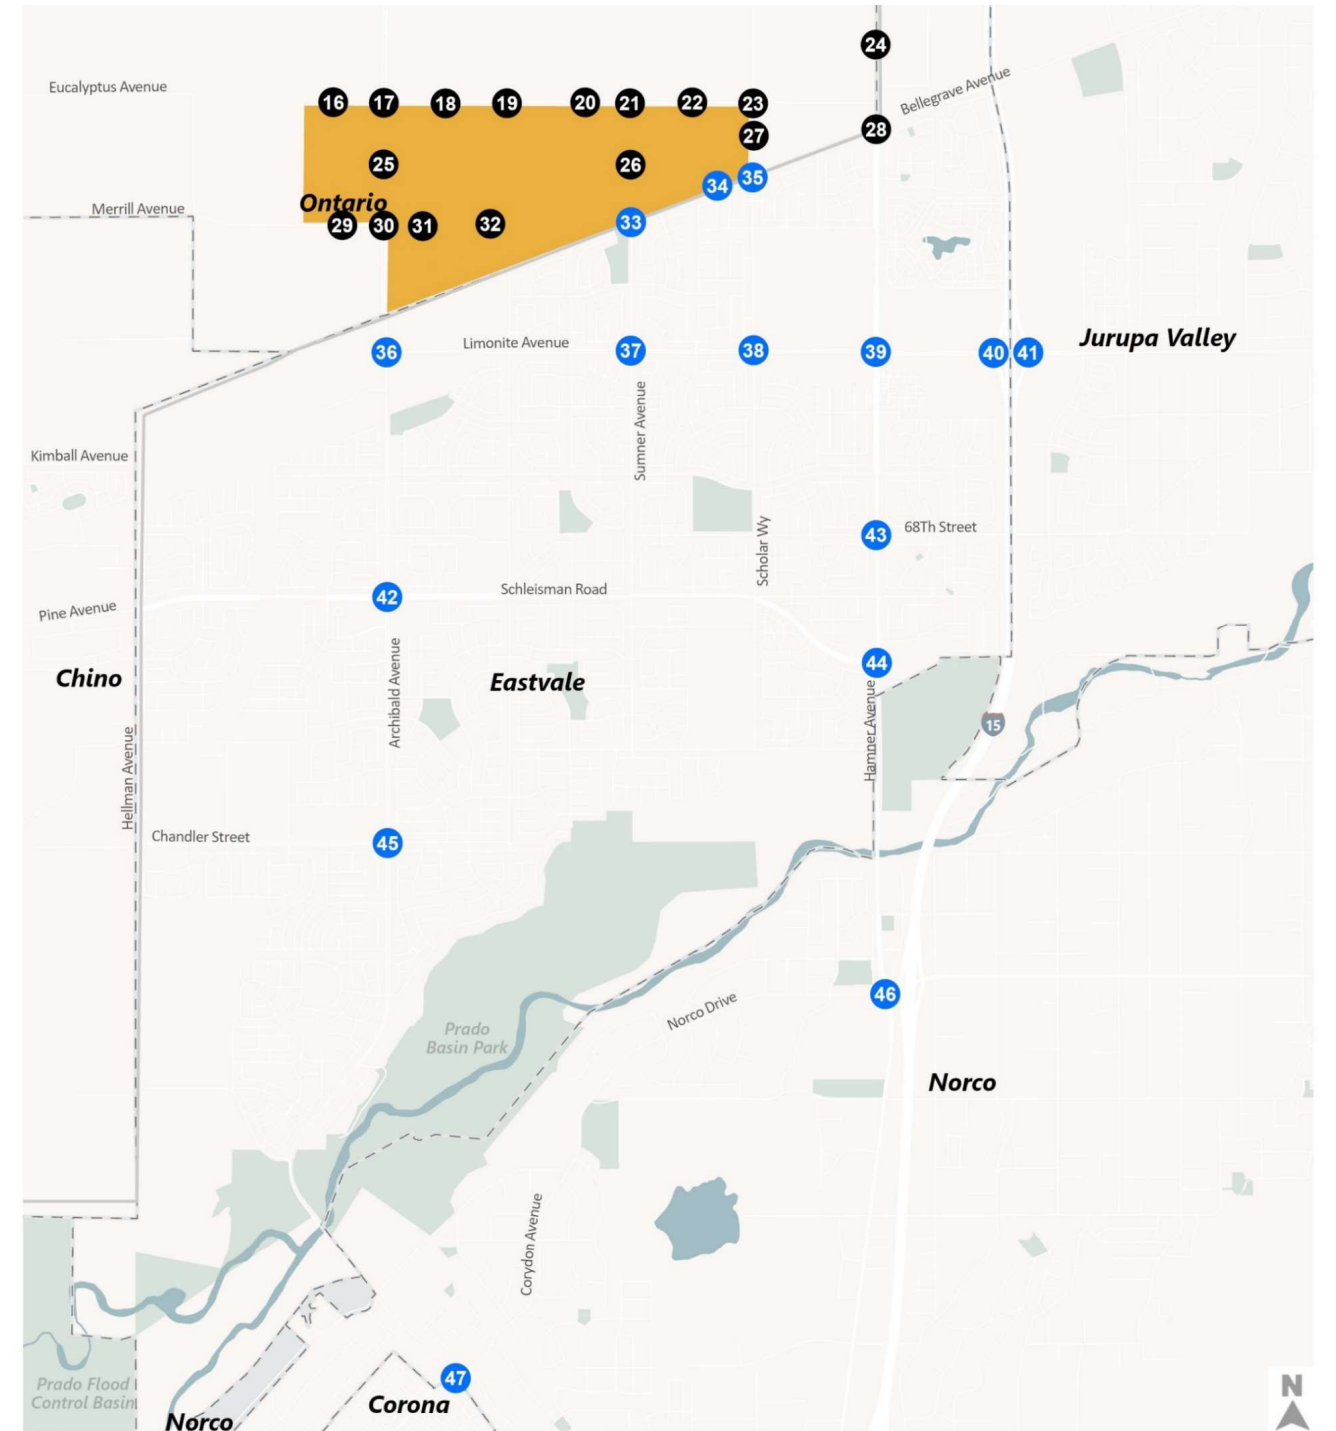 24
Eucalyptus Avenue
Bellegrave Avenue
16
17
18
19
20
21
22
23
27
28
25
26
34
35
Ontario
Merrill Avenue
29
30
31
32
33
36
Limonite Avenue
37
38
39
40
41
Jurupa Valley
Sumner Avenue
Kimball Avenue
43
68Th Street
Scholar Wy
42
Schleisman Road
Pine Avenue
44
Archibald Avenue
Chino
Eastvale
Hamner Avenue
15
Hellman Avenue
Chandler Street
45
46
Norco Drive
Prado
Basin Park
Norco
Corydon Avenue
47
Prado Flood
Control Basin
Corona
Norco
N